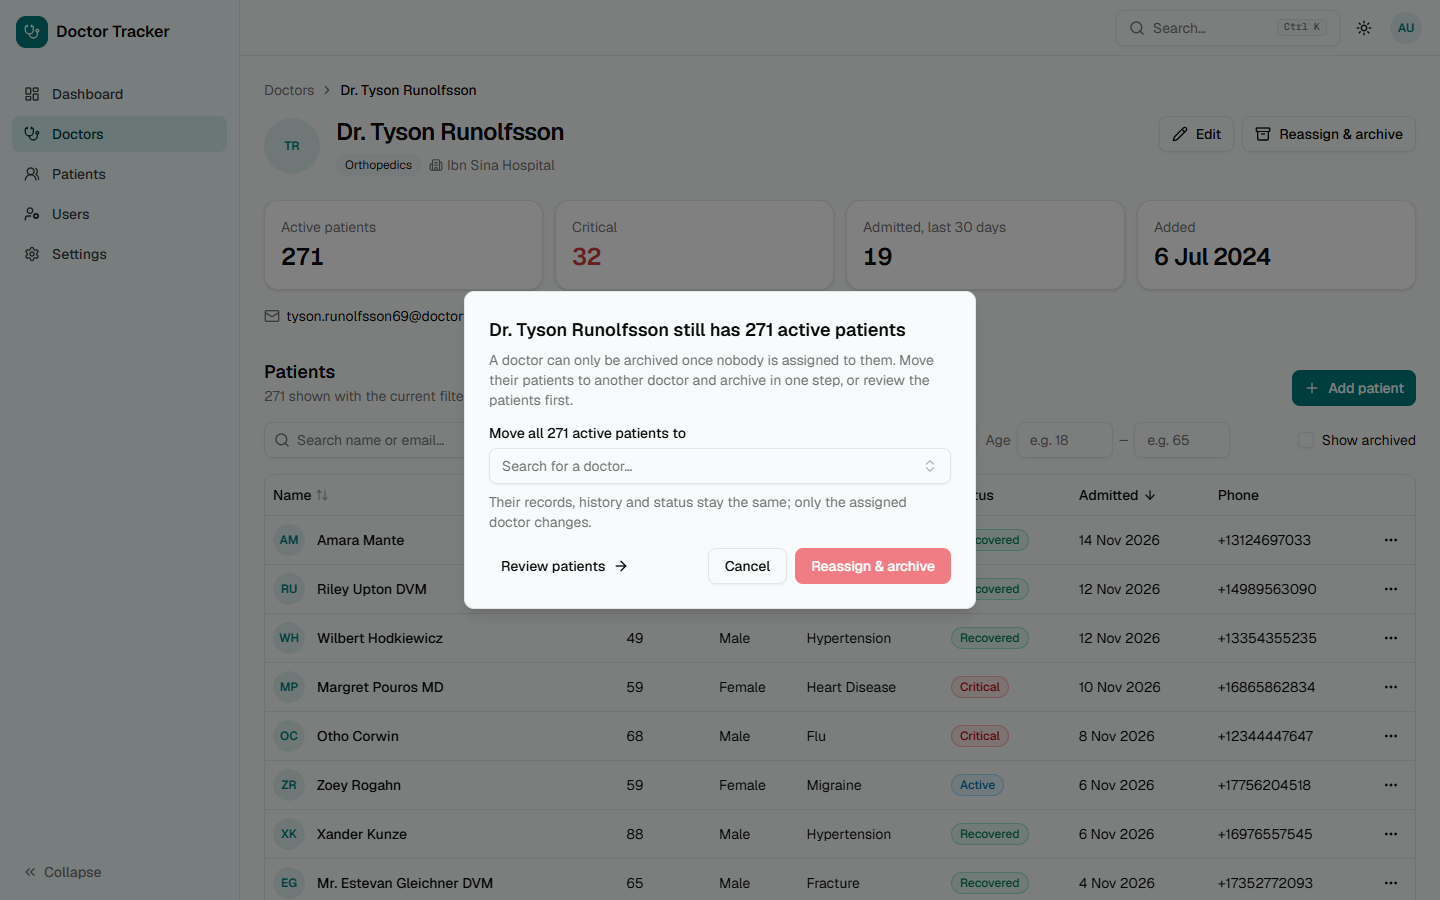 Doctor Tracker
Search...
Ctrl K
AU
Dashboard
Doctors
Patients
Users
Settings
Collapse
Doctors > Dr. Tyson Runolfsson
TR
Dr. Tyson Runolfsson
Orthopedics
Ibn Sina Hospital
Edit
Reassign & archive
Active patients
271
Critical
32
Admitted, last 30 days
19
Added
6 Jul 2024
tyson.runolfsson69@doctor
Patients
271 shown with the current filte
Add patient
Search name or email...
Age
e.g. 18
–
e.g. 65
Show archived
Dr. Tyson Runolfsson still has 271 active patients
A doctor can only be archived once nobody is assigned to them. Move
their patients to another doctor and archive in one step, or review the
patients first.
Move all 271 active patients to
Search for a doctor...
Their records, history and status stay the same; only the assigned
doctor changes.
Review patients
Cancel
Reassign & archive
Name tus Admitted Phone
AM Amara Mante covered 14 Nov 2026 +13124697033
RU Riley Upton DVM covered 12 Nov 2026 +14989563090
WH Wilbert Hodkiewicz 49 Male Hypertension Recovered 12 Nov 2026 +13354355235
MP Margret Pouros MD 59 Female Heart Disease Critical 10 Nov 2026 +16865862834
OC Otho Corwin 68 Male Flu Critical 8 Nov 2026 +12344447647
ZR Zoey Rogahn 59 Female Migraine Active 6 Nov 2026 +17756204518
XK Xander Kunze 88 Male Hypertension Recovered 6 Nov 2026 +16976557545
EG Mr. Estevan Gleichner DVM 65 Male Fracture Recovered 4 Nov 2026 +17352772093